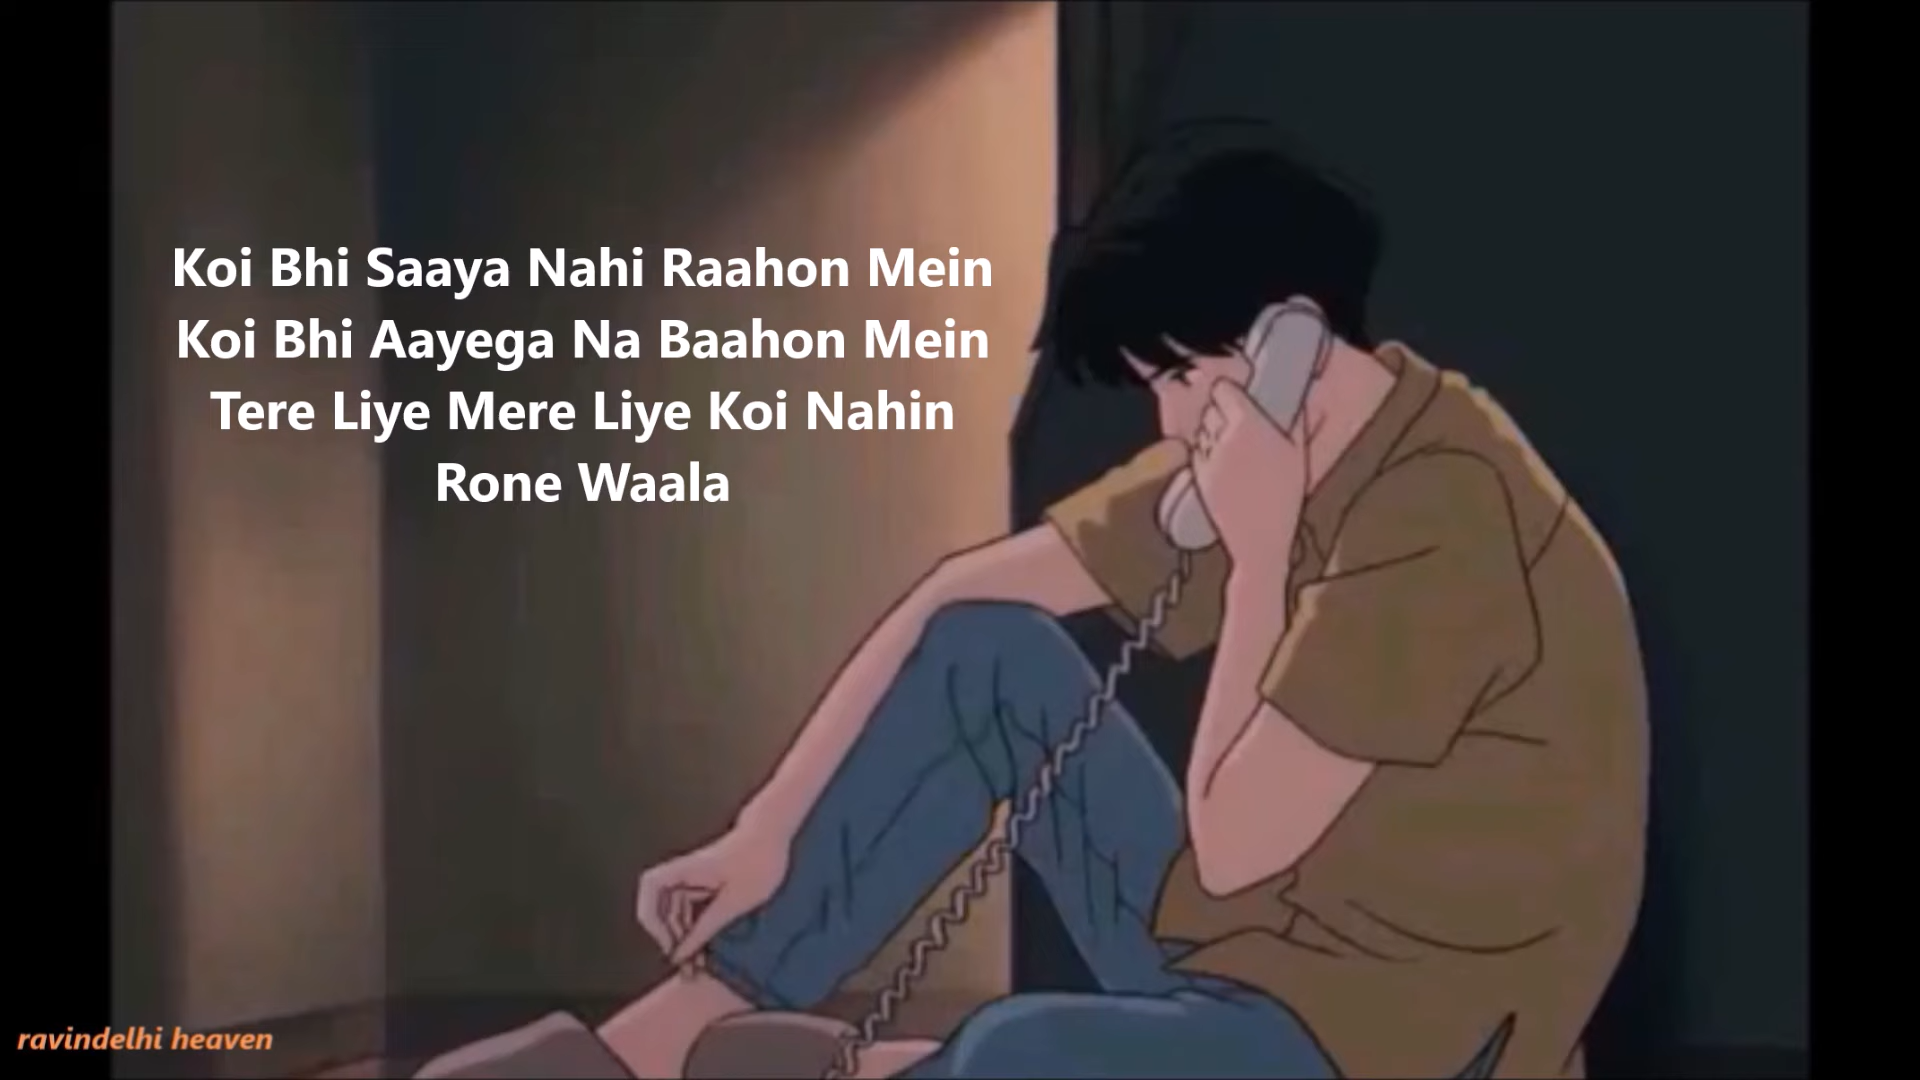 Koi Bhi Saaya Nahi Raahon Mein
Koi Bhi Aayega Na Baahon Mein
Tere Liye Mere Liye Koi Nahin
Rone Waala
ravindelhi heaven